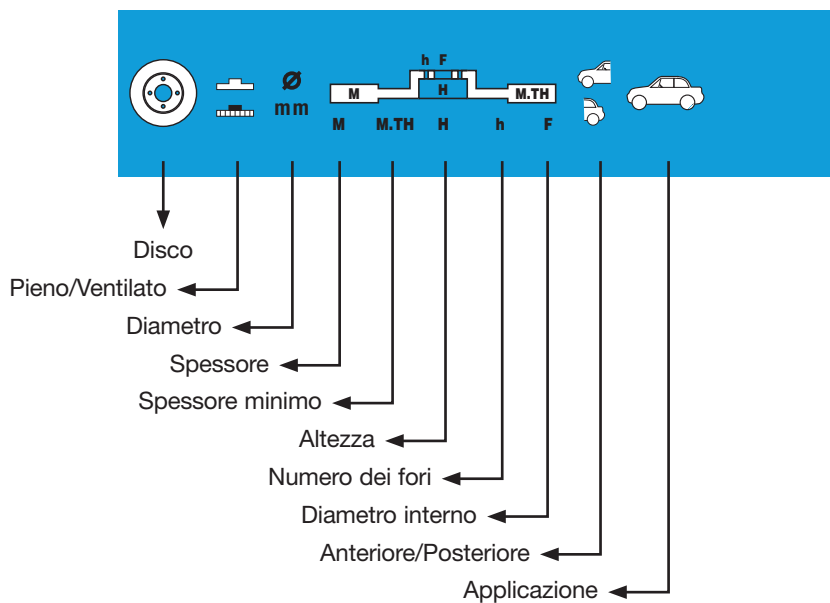 h F
Ø
M H M.TH
mm
M M.TH H h F
Disco
Pieno/Ventilato
Diametro
Spessore
Spessore minimo
Altezza
Numero dei fori
Diametro interno
Anteriore/Posteriore
Applicazione